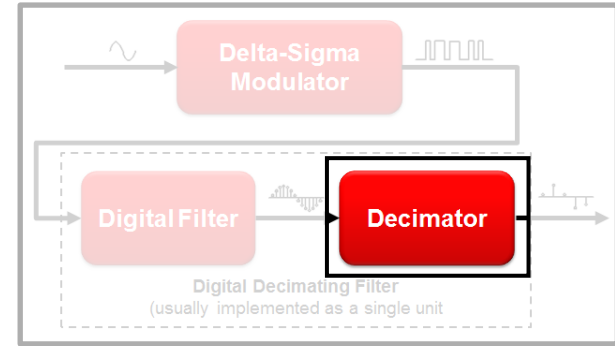 Delta-Sigma
Modulator
Digital Filter
Decimator
Digital Decimating Filter
(usually implemented as a single unit